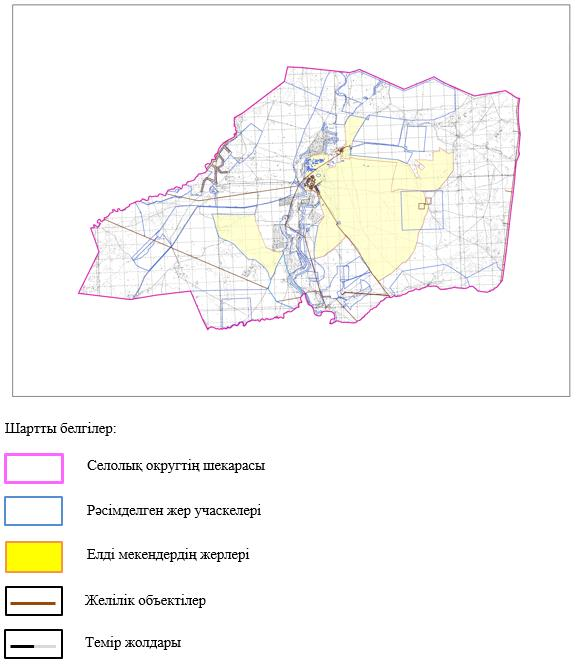 Шартты белгілер:
Селолық округтің шекарасы
Рәсімделген жер учаскелері
Елді мекендердің жерлері
Желілік объектілер
Темір жолдары